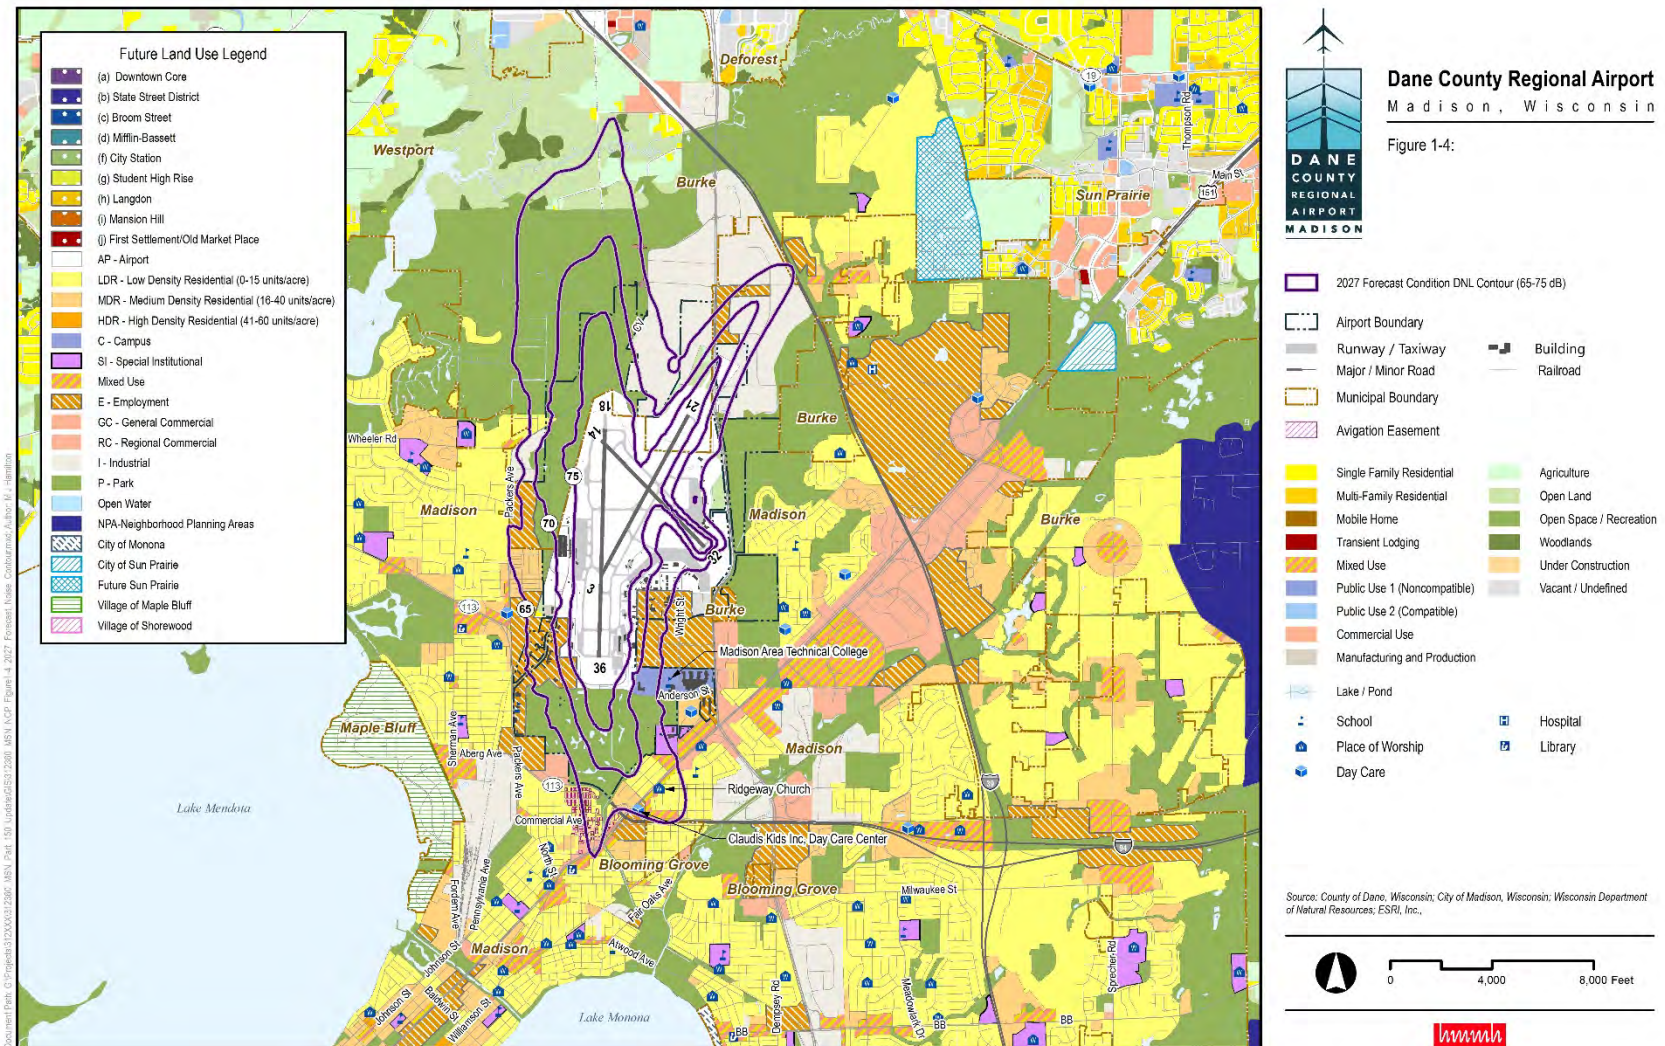 Future Land Use Legend
(a) Downtown Core
(b) State Street District
(c) Broom Street
(d) Mifflin-Bassett
(f) City Station
(g) Student High Rise
(h) Langdon
(i) Mansion Hill
(j) First Settlement/Old Market Place
AP - Airport
LDR - Low Density Residential (0-15 units/acre)
MDR - Medium Density Residential (16-40 units/acre)
HDR - High Density Residential (41-60 units/acre)
C - Campus
SI - Special Institutional
Mixed Use
E - Employment
GC - General Commercial
RC - Regional Commercial
I - Industrial
P - Park
Open Water
NPA-Neighborhood Planning Areas
City of Monona
City of Sun Prairie
Future Sun Prairie
Village of Maple Bluff
Village of Shorewood
Deforest
Westport
Burke
19
Thompson Rd
Main St
151
Sun Prairie
CV
18
21
14
Burke
Wheeler Rd
Packers Ave
75
Madison
70
Madison
Burke
32
3
113
65
Wright St
Burke
36
Madison Area Technical College
Anderson St
Maple Bluff
Sherman Ave
Aberg Ave
Packers Ave
Madison
113
Ridgeway Church
Lake Mendota
Commercial Ave
Claudis Kids Inc, Day Care Center
94
North St
Blooming Grove
Blooming Grove
Milwaukee St
Fordem Ave
Pennsylvania Ave
Fair Oaks Ave
Johnson St
Madison
Atwood Ave
Sprecher Rd
Johnson St
Baldwin St
Williamson St
Dempsey Rd
Meadowlark Dr
Lake Monona
BB
BB
BB
DANE
COUNTY
REGIONAL
AIRPORT
MADISON
Dane County Regional Airport
Madison, Wisconsin
Figure 1-4:
2027 Forecast Condition DNL Contour (65-75 dB)
Airport Boundary
Runway / Taxiway
Building
Major / Minor Road
Railroad
Municipal Boundary
Avigation Easement
Single Family Residential
Agriculture
Multi-Family Residential
Open Land
Mobile Home
Open Space / Recreation
Transient Lodging
Woodlands
Mixed Use
Under Construction
Public Use 1 (Noncompatible)
Vacant / Undefined
Public Use 2 (Compatible)
Commercial Use
Manufacturing and Production
Lake / Pond
School
Hospital
Place of Worship
Library
Day Care
Source: County of Dane, Wisconsin; City of Madison, Wisconsin; Wisconsin Department
of Natural Resources; ESRI, Inc.,
0 4,000 8,000 Feet
hmmh